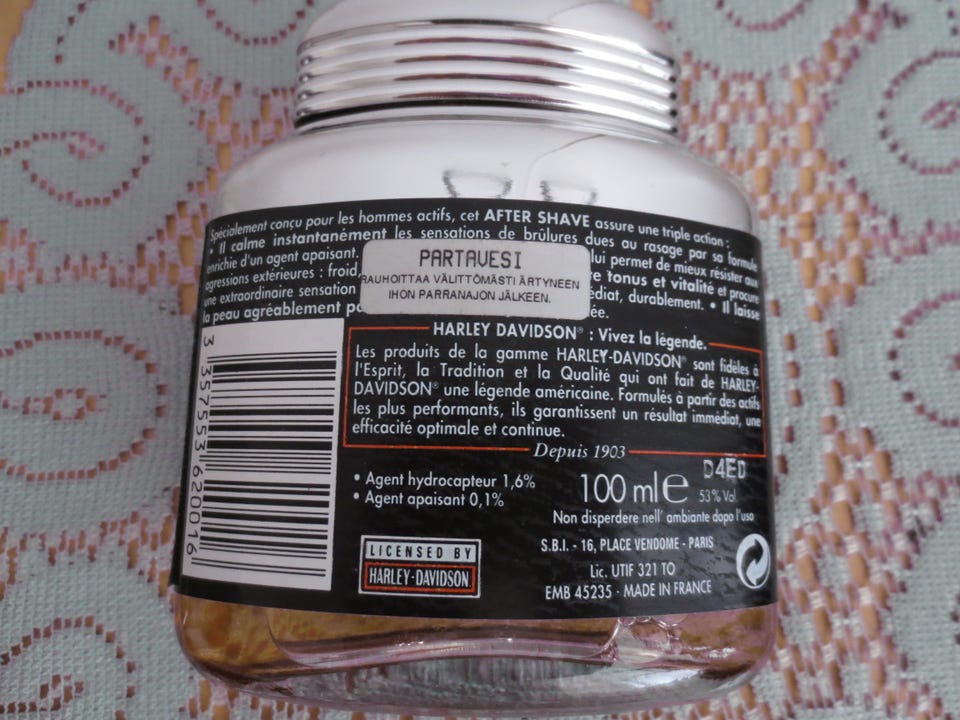 Spécialement conçu pour les hommes actifs, cet AFTER SHAVE assure une triple action :
• Il calme instantanément les sensations de brûlures dues au rasage par sa formule
enrichie d'un agent apaisant. lui permet de mieux résister aux
agressions extérieures : froid, re tonus et vitalité et procure
une extraordinaire sensation édiat, durablement. • Il laisse
la peau agréablement ée.
PARTAVESI
RAUHOITTAA VÄLITTÖMÄSTI ÄRTYNEEN
IHON PARRANAJON JÄLKEEN.
HARLEY DAVIDSON® : Vivez la légende.
Les produits de la gamme HARLEY-DAVIDSON® sont fidèles à
l'Esprit, la Tradition et la Qualité qui ont fait de HARLEY-
DAVIDSON® une légende américaine. Formulés à partir des actifs
les plus performants, ils garantissent un résultat immédiat, une
efficacité optimale et continue.
Depuis 1903
3 357553 620016
• Agent hydrocapteur 1,6%
• Agent apaisant 0,1%
100 ml e
D4ED
53% Vol
Non disperdere nell' ambiante dopo l'uso
LICENSED BY
HARLEY-DAVIDSON
S.B.I. - 16, PLACE VENDOME - PARIS
Lic. UTIF 321 TO
EMB 45235 - MADE IN FRANCE